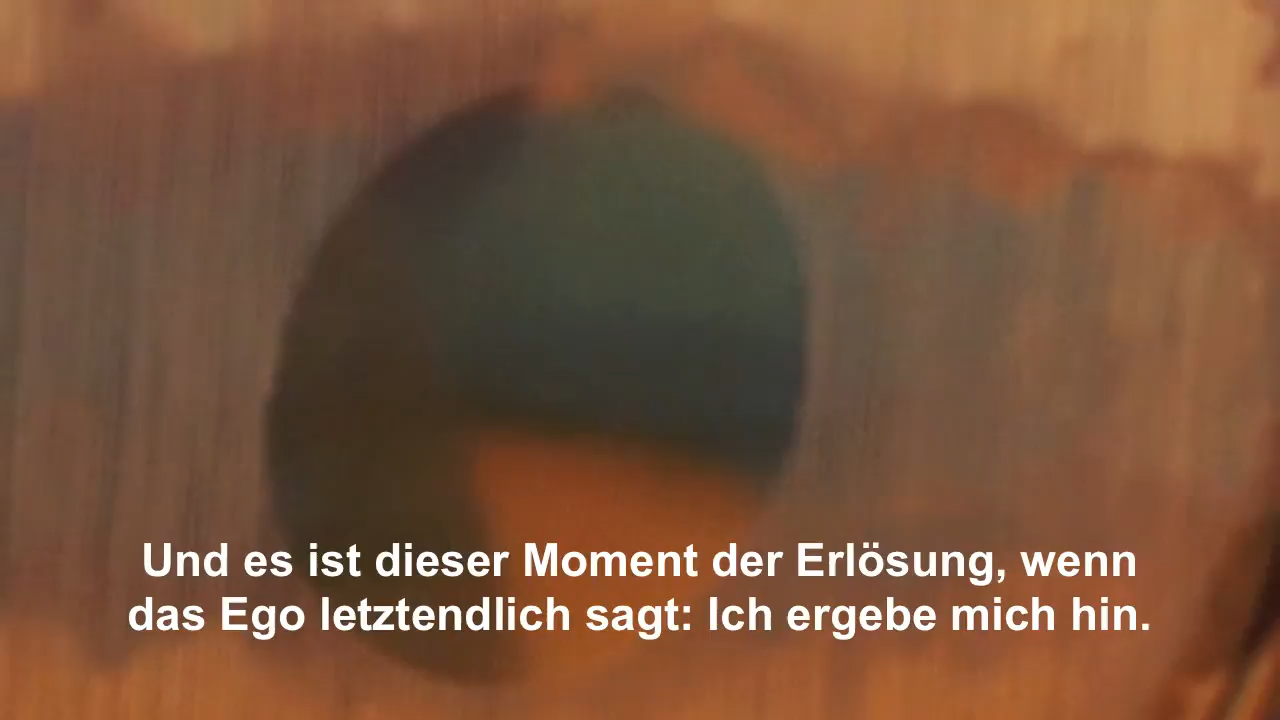 Und es ist dieser Moment der Erlösung, wenn
das Ego letztendlich sagt: Ich ergebe mich hin.